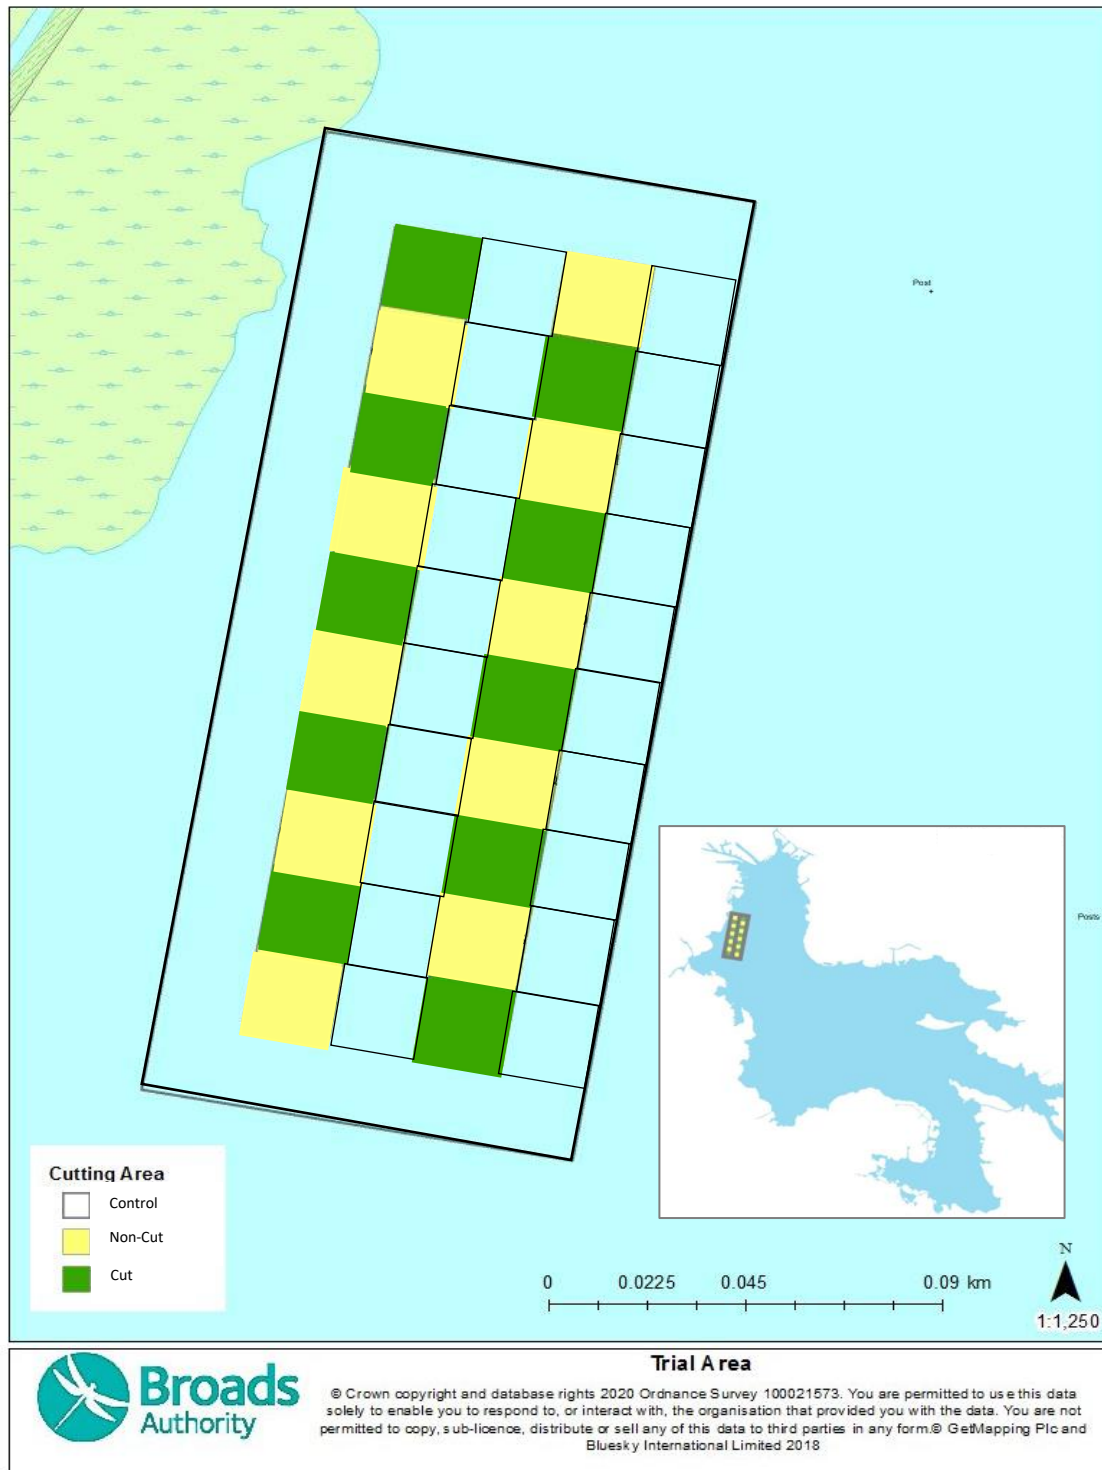 Post
Posts
Cutting Area
Control
Non-Cut
Cut
0 0.0225 0.045 0.09 km
N
1:1,250
Broads
Authority
Trial Area
© Crown copyright and database rights 2020 Ordnance Survey 100021573. You are permitted to use this data
solely to enable you to respond to, or interact with, the organisation that provided you with the data. You are not
permitted to copy, sub-licence, distribute or sell any of this data to third parties in any form.© GetMapping Plc and
Bluesky International Limited 2018